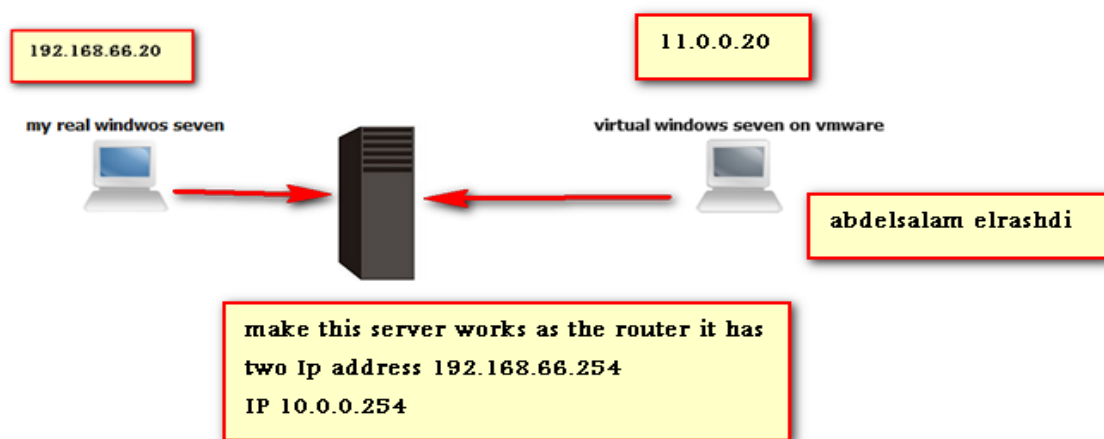 192.168.66.20
11.0.0.20
my real windwos seven
virtual windows seven on vmware
abdelsalam elrashdi
make this server works as the router it has
two Ip address 192.168.66.254
IP 10.0.0.254